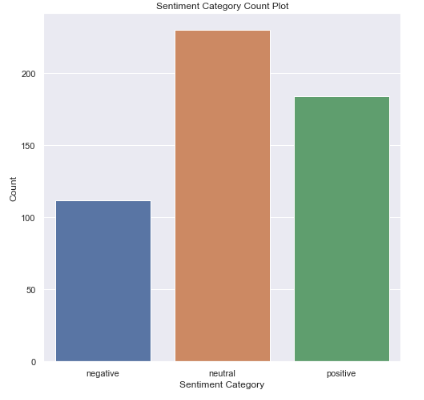 Sentiment Category Count Plot
200
150
100
50
0
Count
negative neutral positive
Sentiment Category